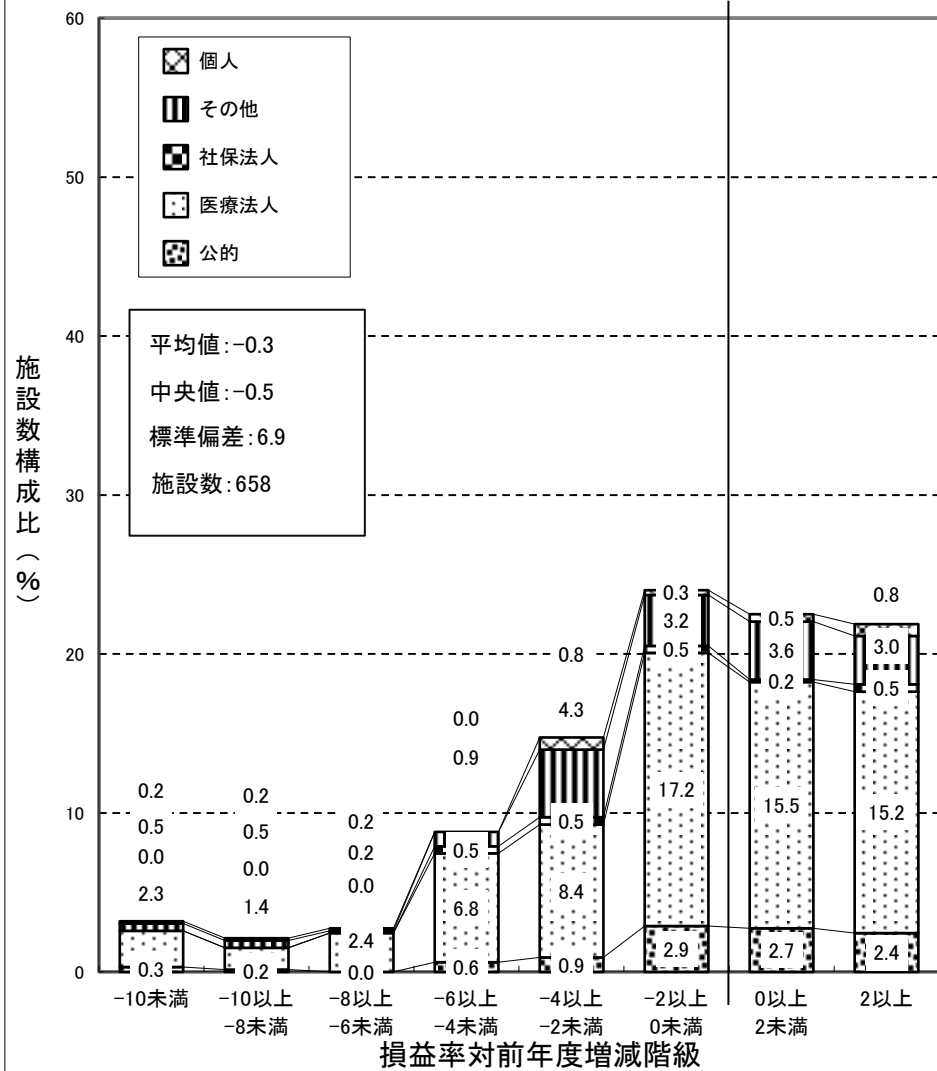 60
50
40
30
20
10
0
施設数構成比（%）
個人
その他
社保法人
医療法人
公的
平均値:-0.3
中央値:-0.5
標準偏差:6.9
施設数:658
0.2
0.5
0.0
2.3
0.3
0.2
0.5
0.0
1.4
0.2
0.2
0.2
0.0
2.4
0.0
0.0
0.9
0.5
6.8
0.6
0.8
4.3
0.5
8.4
0.9
0.3
3.2
0.5
17.2
2.9
0.5
3.6
0.2
15.5
2.7
0.8
3.0
0.5
15.2
2.4
-10未満
-10以上
-8未満
-8以上
-6未満
-6以上
-4未満
-4以上
-2未満
-2以上
0未満
0以上
2未満
2以上
損益率対前年度増減階級